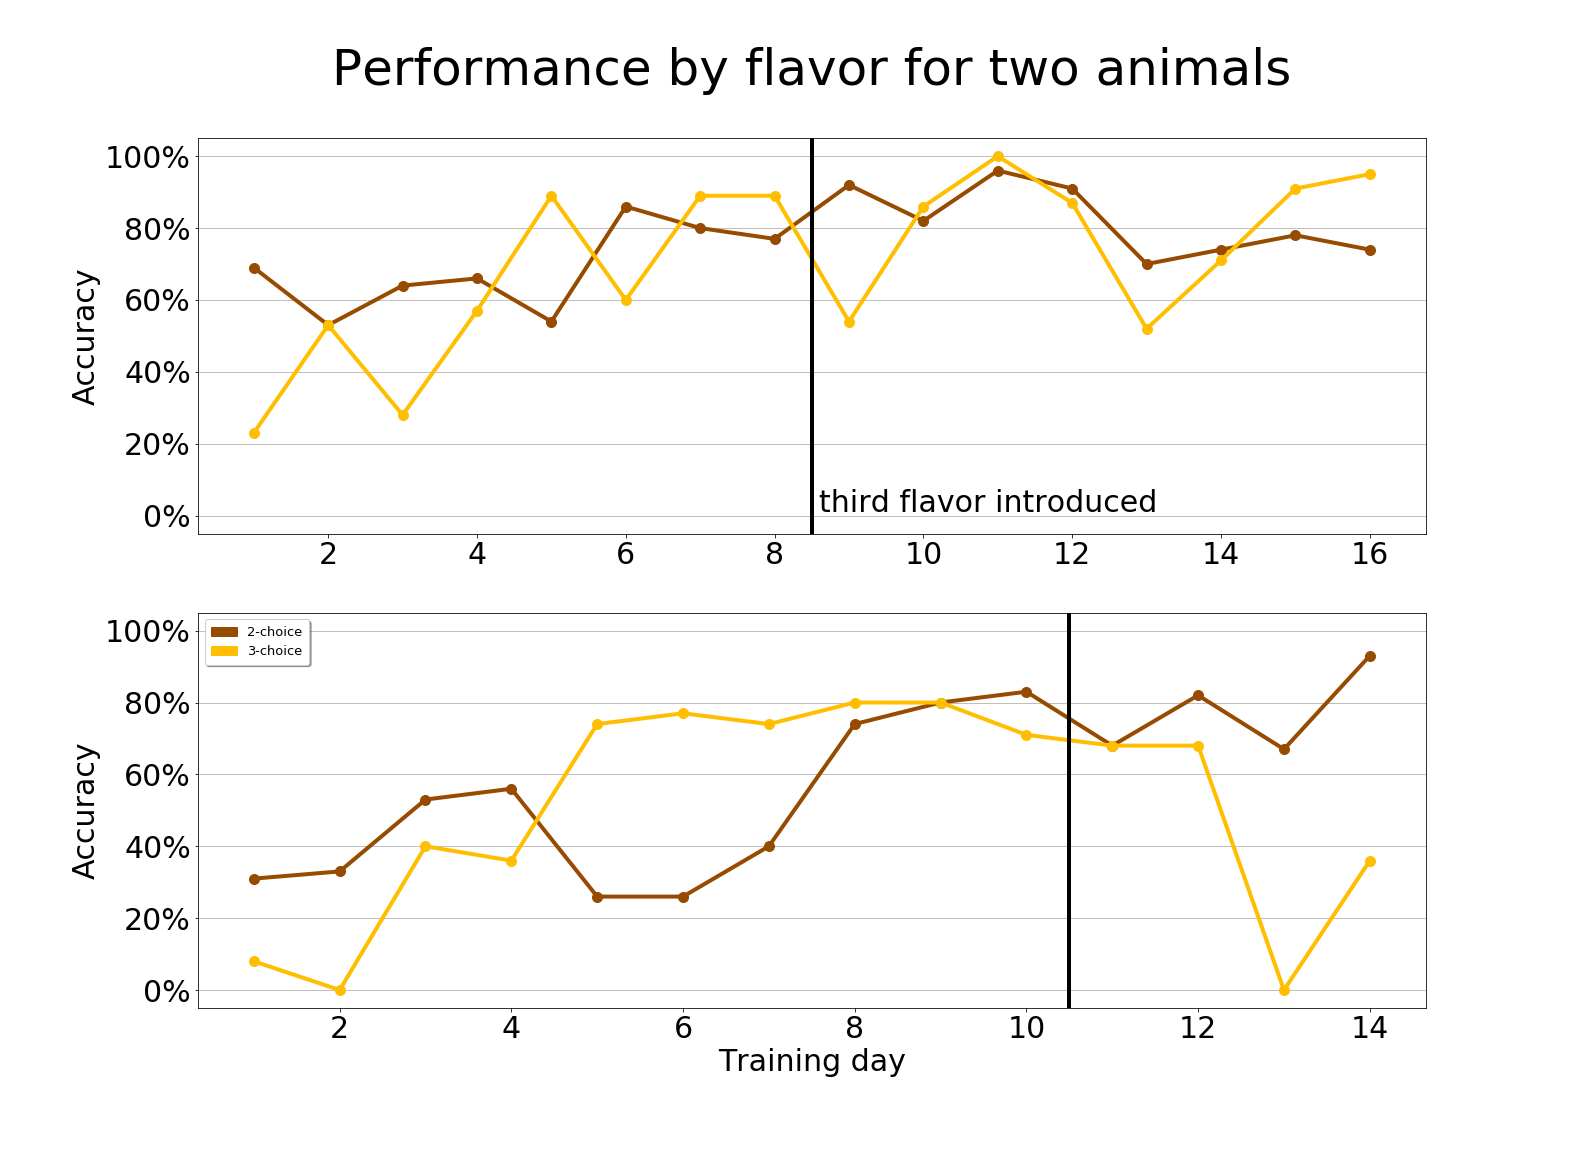 Performance by flavor for two animals
100%
80%
60%
40%
20%
0%
Accuracy
third flavor introduced
2 4 6 8 10 12 14 16
2-choice
3-choice
100%
80%
60%
40%
20%
0%
Accuracy
2 4 6 8 10 12 14
Training day